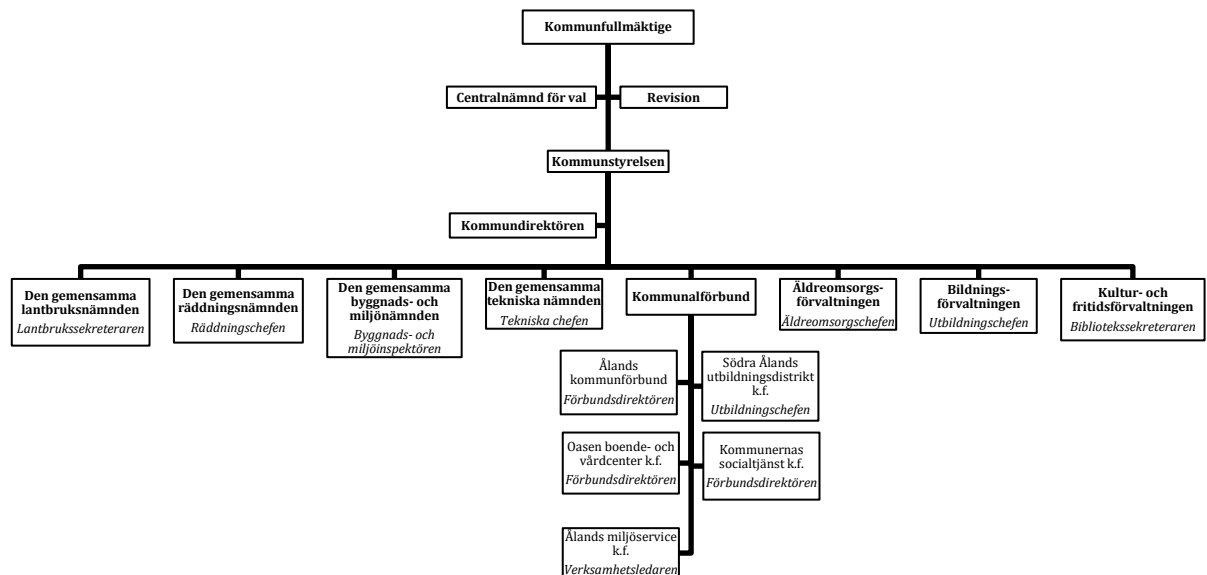 Kommunfullmäktige
Centralnämnd för val
Revision
Kommunstyrelsen
Kommundirektören
Den gemensamma
lantbruksnämnden
Lantbrukssekreteraren
Den gemensamma
räddningsnämnden
Räddningschefen
Den gemensamma
byggnads- och
miljönämnden
Byggnads- och
miljöinspektören
Den gemensamma
tekniska nämnden
Tekniska chefen
Kommunalförbund
Äldreomsorgs-
förvaltningen
Äldreomsorgschefen
Bildnings-
förvaltningen
Utbildningschefen
Kultur- och
fritidsförvaltningen
Bibliotekssekreteraren
Ålands
kommunförbund
Förbundsdirektören
Södra Ålands
utbildningsdistrikt
k.f.
Utbildningschefen
Oasen boende- och
vårdcenter k.f.
Förbundsdirektören
Kommunernas
socialtjänst k.f.
Förbundsdirektören
Ålands miljöservice
k.f.
Verksamhetsledaren